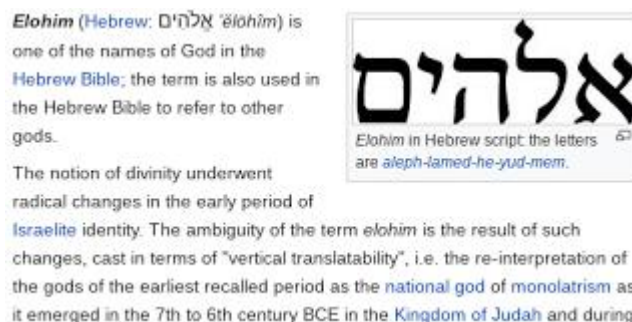 Elohim (Hebrew: אֱלֹהִים ʾĕlōhîm) is
one of the names of God in the
Hebrew Bible; the term is also used in
the Hebrew Bible to refer to other
gods.
אלהים
Elohim in Hebrew script: the letters
are aleph-lamed-he-yud-mem.
The notion of divinity underwent
radical changes in the early period of
Israelite identity. The ambiguity of the term elohim is the result of such
changes, cast in terms of "vertical translatability", i.e. the re-interpretation of
the gods of the earliest recalled period as the national god of monolatrism as
it emerged in the 7th to 6th century BCE in the Kingdom of Judah and during